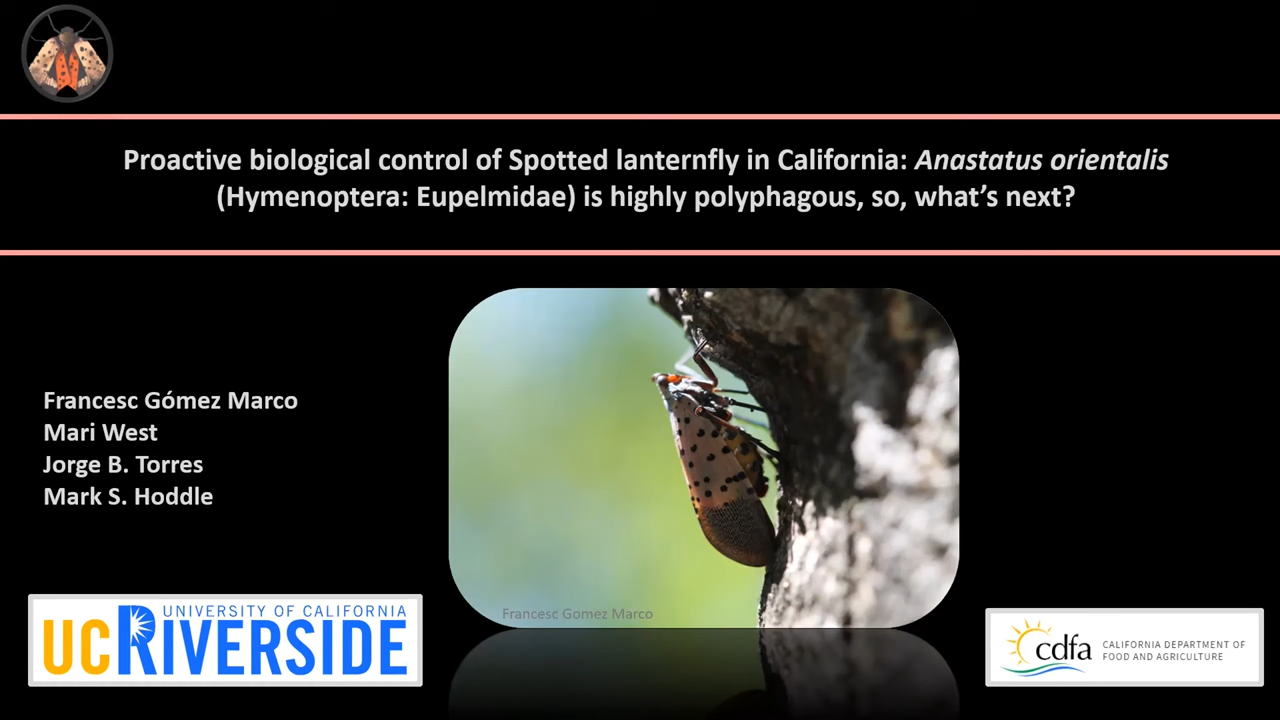 Proactive biological control of Spotted lanternfly in California: Anastatus orientalis
(Hymenoptera: Eupelmidae) is highly polyphagous, so, what's next?
Francesc Gómez Marco
Mari West
Jorge B. Torres
Mark S. Hoddle
Francesc Gomez Marco
UNIVERSITY OF CALIFORNIA
UC RIVERSIDE
cdfa
CALIFORNIA DEPARTMENT OF
FOOD AND AGRICULTURE